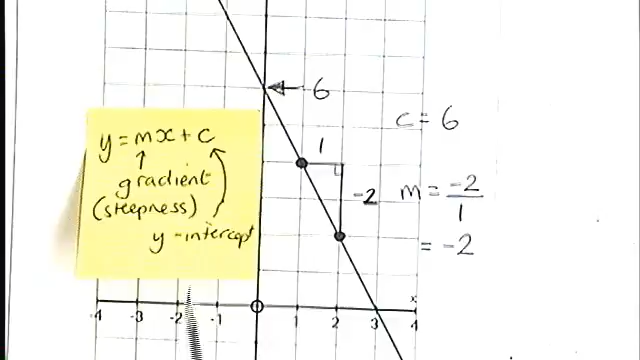 y = mx + c
gradient
(steepness)
y-intercept
6
1
-2
c = 6
m = -2/1
= -2
-4 -3 -2 -1 0 1 2 3 4
x